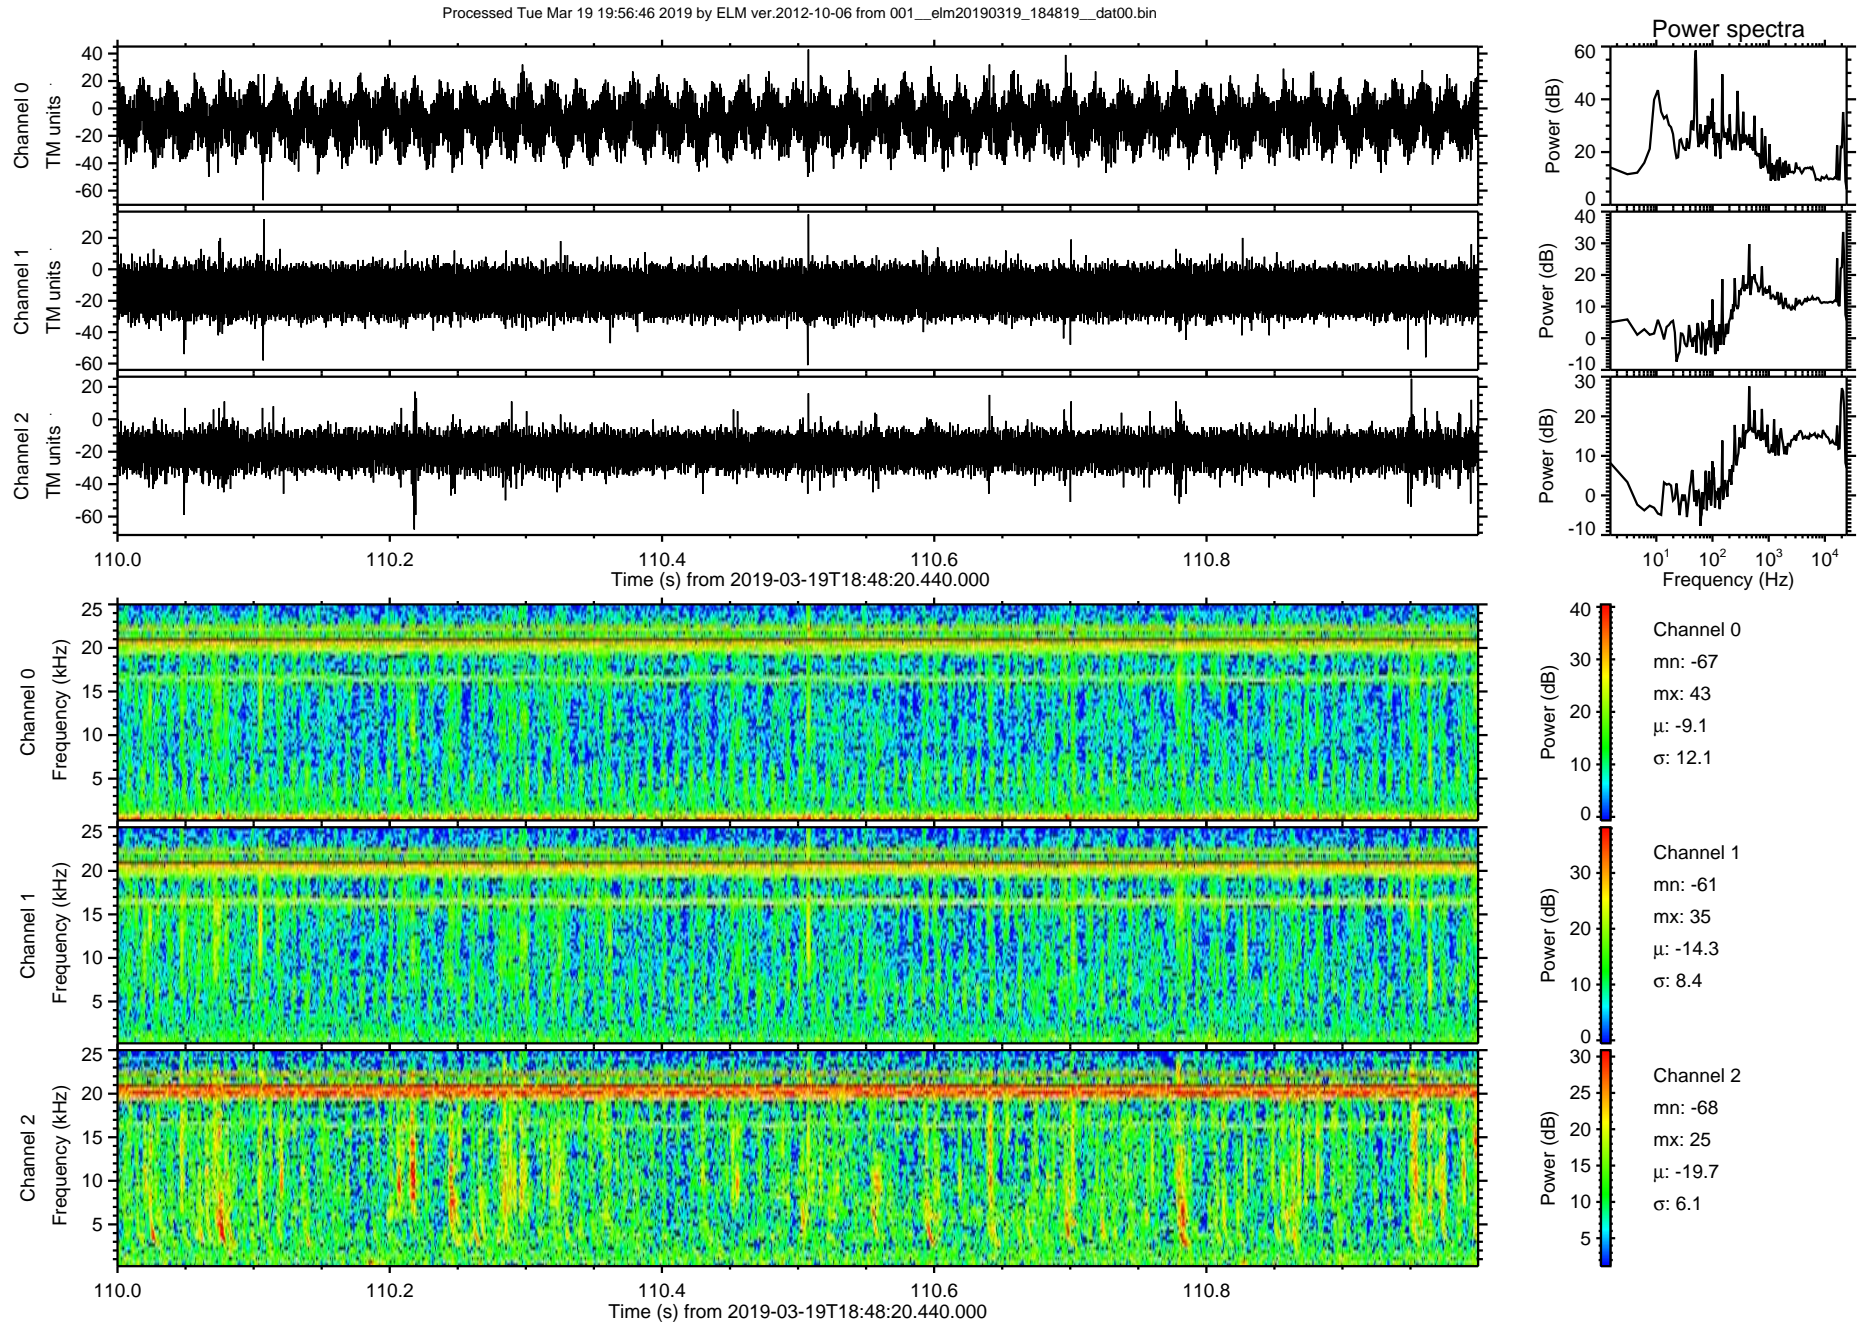 Processed Tue Mar 19 19:56:46 2019 by ELM ver.2012-10-06 from 001__elm20190319_184819__dat00.bin
Power spectra
Channel 0
TM units
40
20
0
-20
-40
-60
Power (dB)
60
40
20
0
Channel 1
TM units
20
0
-20
-40
-60
Power (dB)
40
30
20
10
0
-10
Channel 2
TM units
20
0
-20
-40
-60
Power (dB)
30
20
10
0
-10
110.0 110.2 110.4 110.6 110.8
Time (s) from 2019-03-19T18:48:20.440.000
10^1 10^2 10^3 10^4
Frequency (Hz)
Channel 0
Frequency (kHz)
25
20
15
10
5
Power (dB)
40
30
20
10
0
Channel 0
mn: -67
mx: 43
μ: -9.1
σ: 12.1
Channel 1
Frequency (kHz)
25
20
15
10
5
Power (dB)
30
20
10
0
Channel 1
mn: -61
mx: 35
μ: -14.3
σ: 8.4
Channel 2
Frequency (kHz)
25
20
15
10
5
Power (dB)
30
25
20
15
10
5
Channel 2
mn: -68
mx: 25
μ: -19.7
σ: 6.1
110.0 110.2 110.4 110.6 110.8
Time (s) from 2019-03-19T18:48:20.440.000